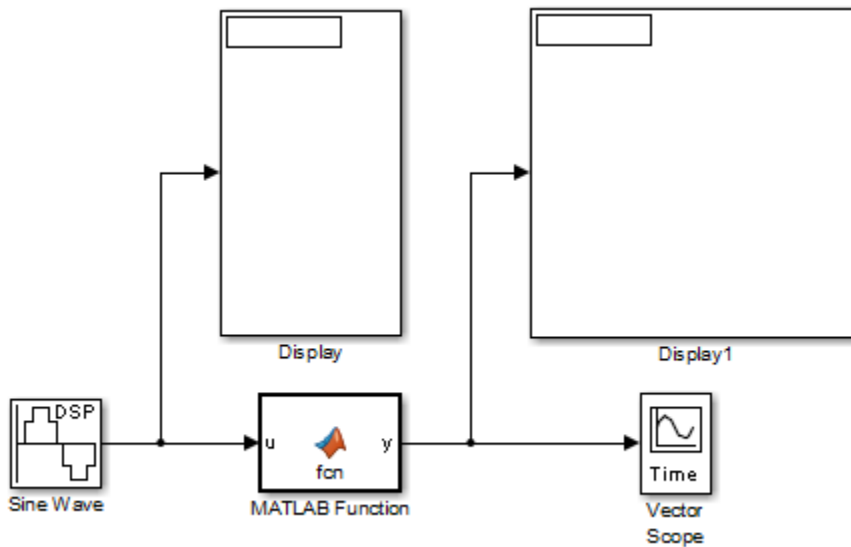 Display
Display1
DSP
Sine Wave
u
fcn
y
MATLAB Function
Time
Vector
Scope